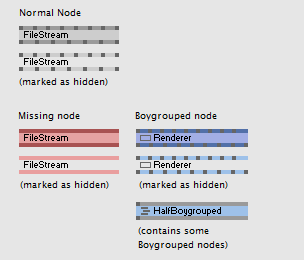 Normal Node
FileStream
FileStream
(marked as hidden)
Missing node
FileStream
FileStream
(marked as hidden)
Boygrouped node
Renderer
Renderer
(marked as hidden)
HalfBoygrouped
(contains some
Boygrouped nodes)